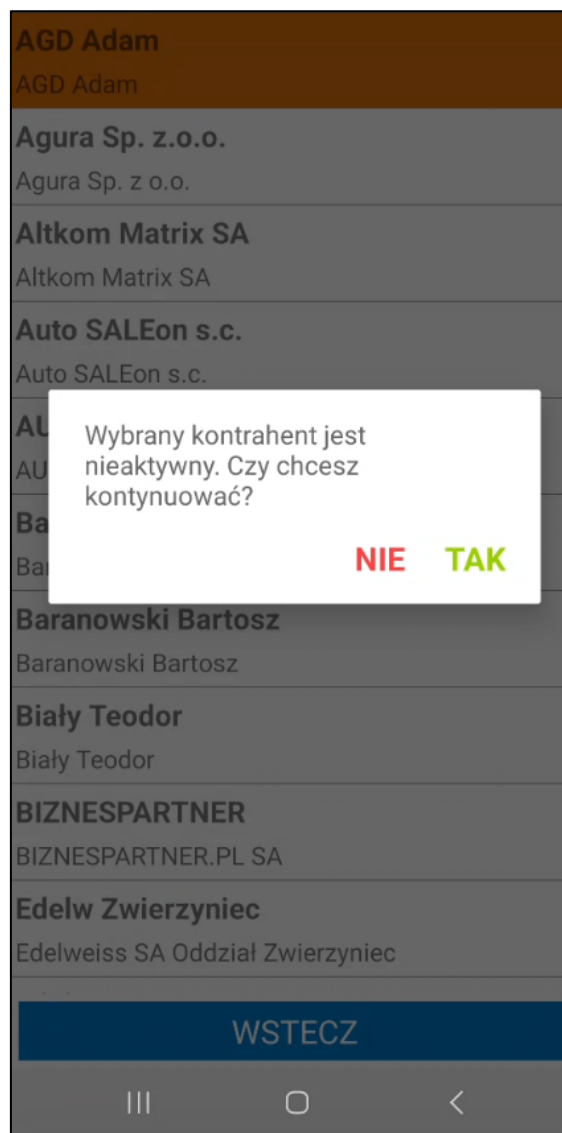 AGD Adam
AGD Adam
Agura Sp. z.o.o.
Agura Sp. z o.o.
Altkom Matrix SA
Altkom Matrix SA
Auto SALEon s.c.
Auto SALEon s.c.
Wybrany kontrahent jest
nieaktywny. Czy chcesz
kontynuować?
NIE TAK
Baranowski Bartosz
Baranowski Bartosz
Biały Teodor
Biały Teodor
BIZNESPARTNER
BIZNESPARTNER.PL SA
Edelw Zwierzyniec
Edelweiss SA Oddział Zwierzyniec
WSTECZ